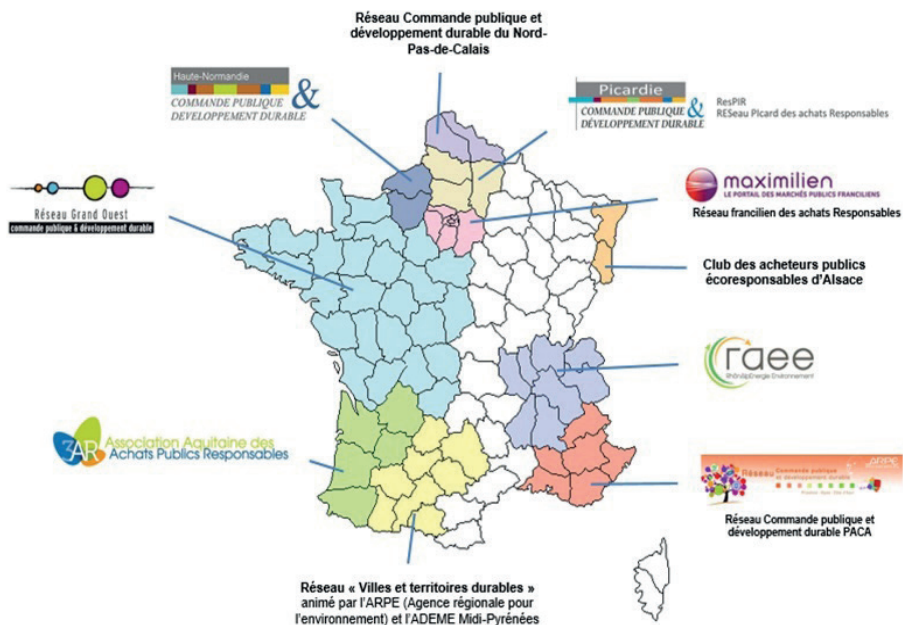 Réseau Commande publique et
développement durable du Nord-
Pas-de-Calais
Haute-Normandie
COMMANDE PUBLIQUE
DÉVELOPPEMENT DURABLE
&
Picardie
COMMANDE PUBLIQUE
DÉVELOPPEMENT DURABLE
&
ResPIR
RESeau PIcard des achats Responsables
Réseau Grand Ouest
commande publique & développement durable
maximilien
LE PORTAIL DES MARCHÉS PUBLICS FRANCILIENS
Réseau francilien des achats Responsables
Club des acheteurs publics
écoresponsables d'Alsace
raee
RhônAlpEnergie Environnement
3AR
Association Aquitaine des
Achats Publics Responsables
Réseau
Commande publique
et développement durable
ARPE
Réseau Commande publique et
développement durable PACA
Réseau « Villes et territoires durables »
animé par l'ARPE (Agence régionale pour
l'environnement) et l'ADEME Midi-Pyrénées